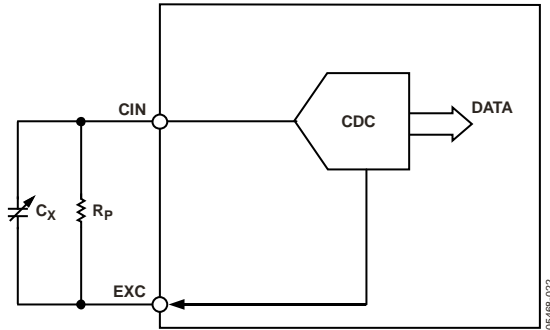 CIN
CDC
DATA
CX
RP
EXC
05468-022